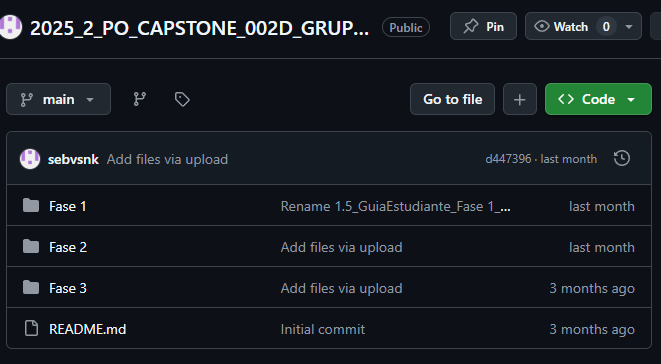 2025_2_PO_CAPSTONE_002D_GRUP... Public Pin Watch 0
main Go to file Code
sebvsnk Add files via upload d447396 · last month
Fase 1 Rename 1.5_GuiaEstudiante_Fase 1_... last month
Fase 2 Add files via upload last month
Fase 3 Add files via upload 3 months ago
README.md Initial commit 3 months ago